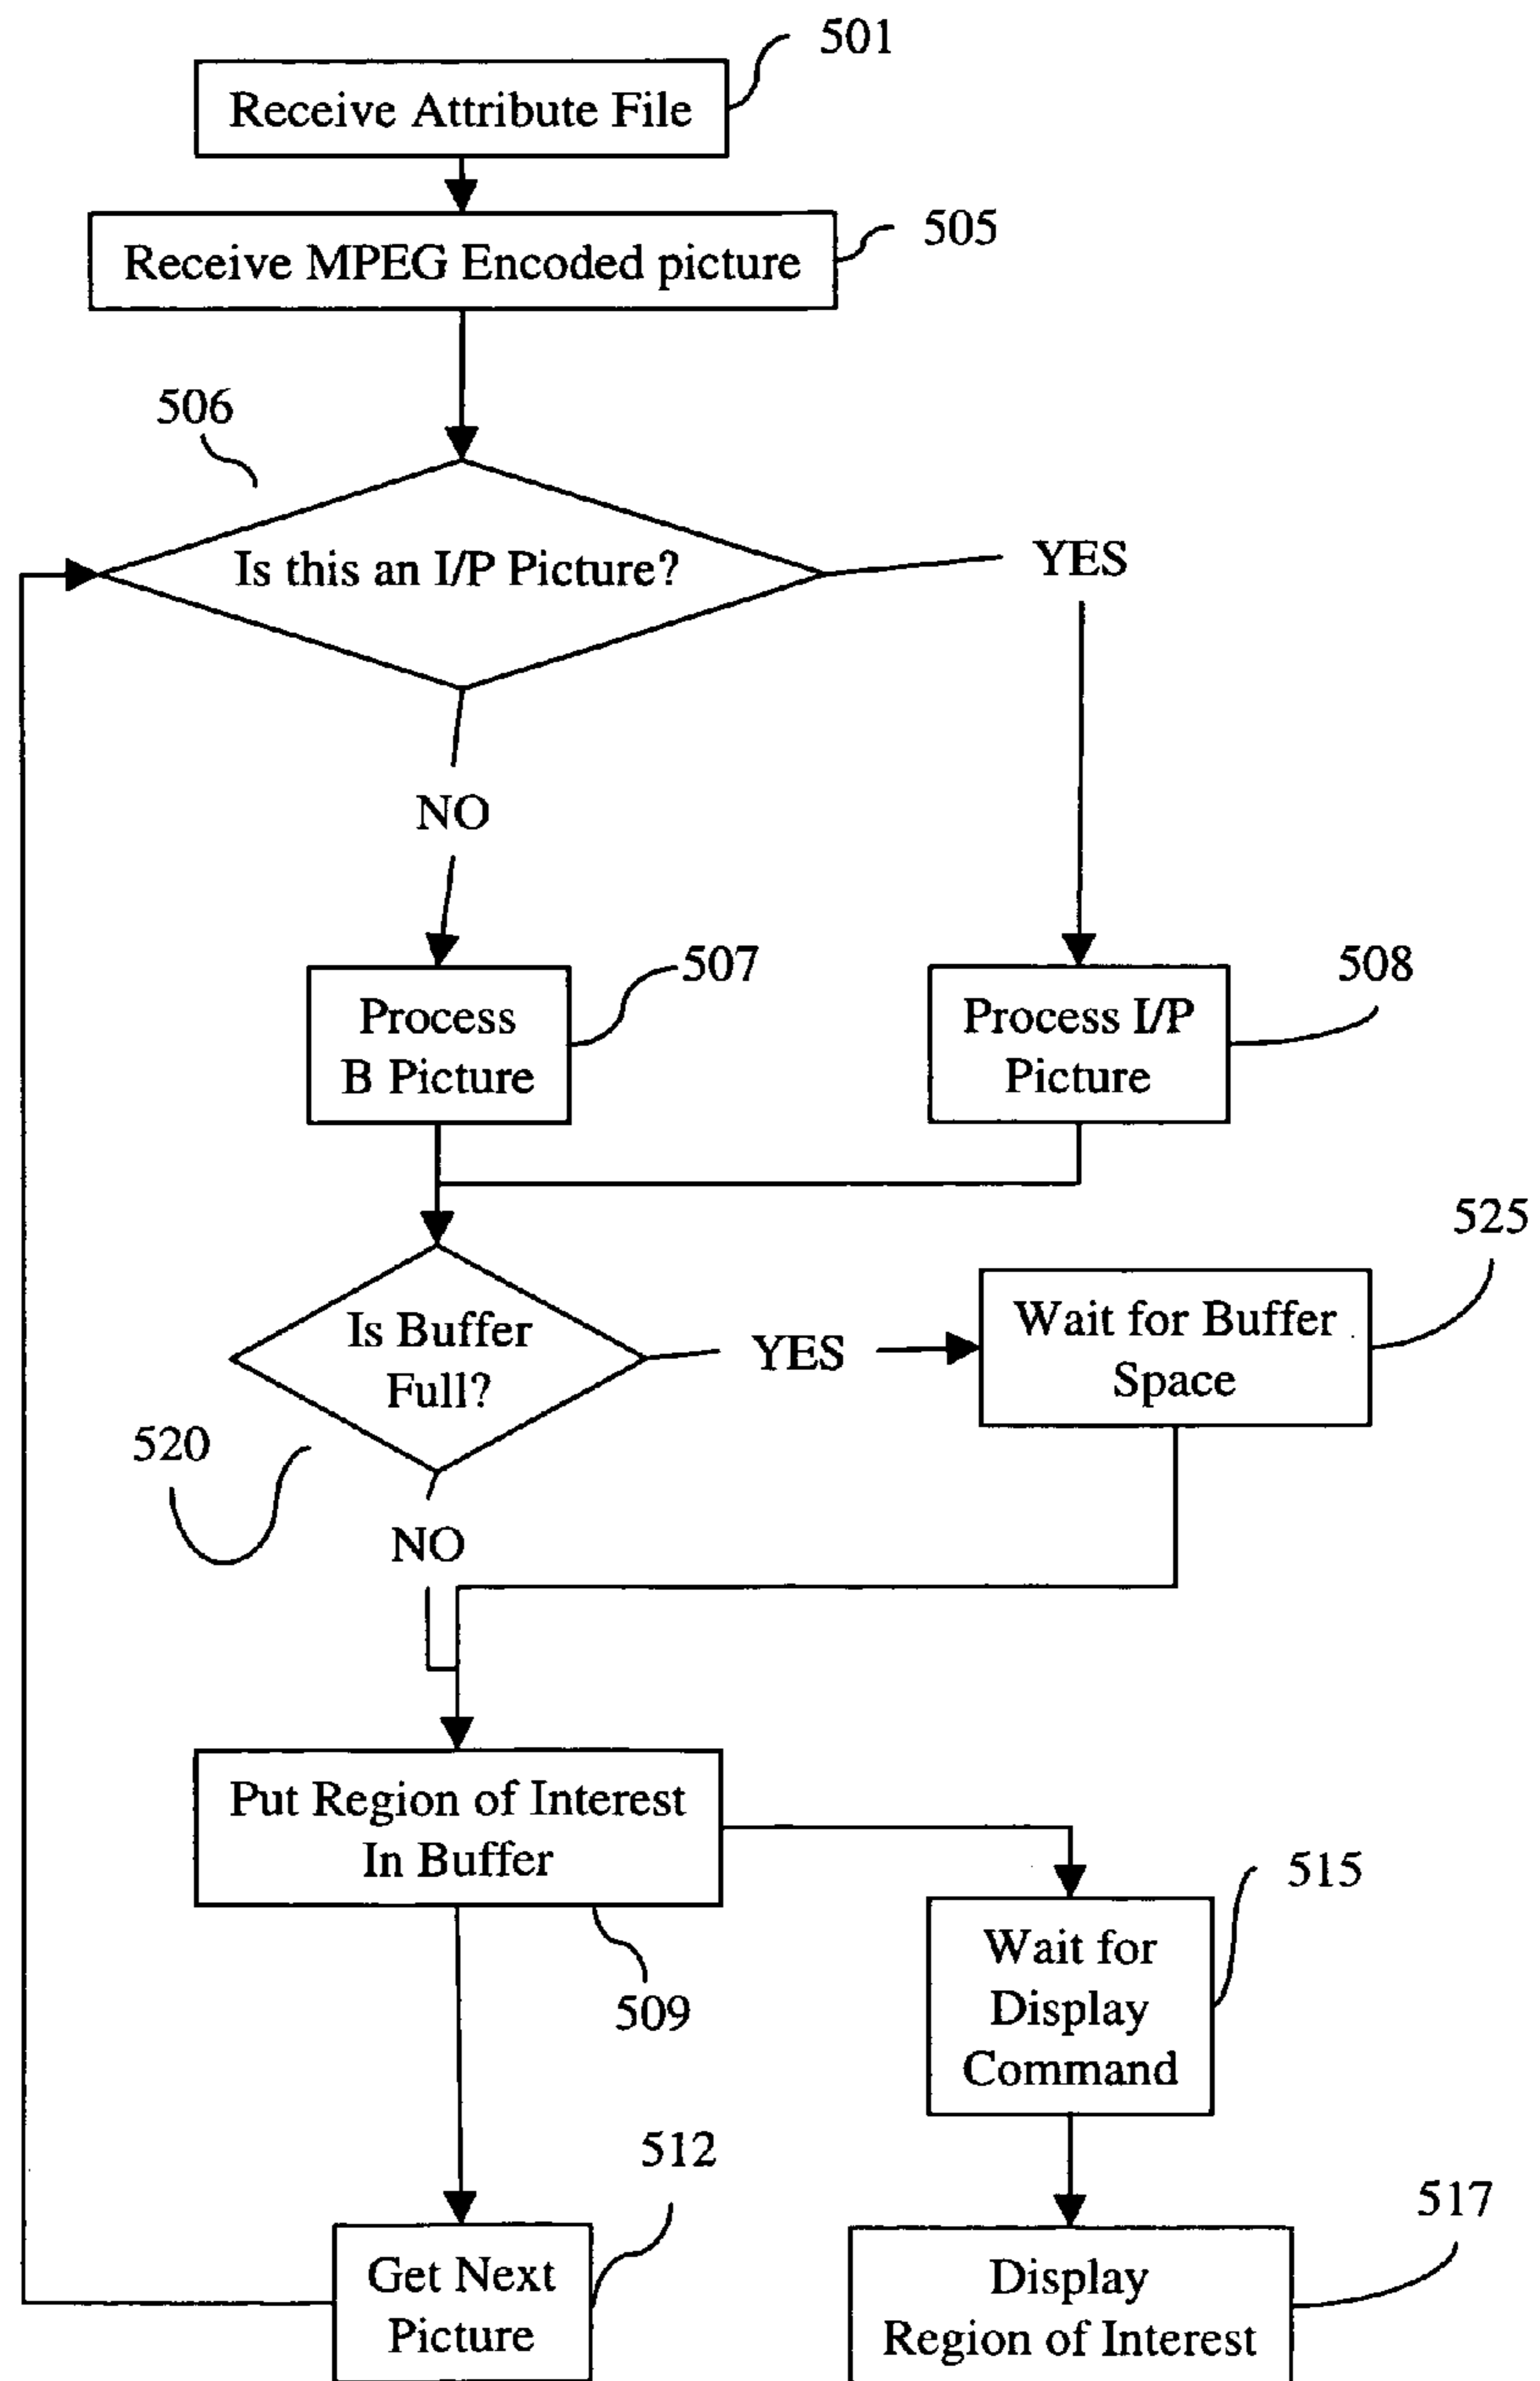 501
Receive Attribute File
505
Receive MPEG Encoded picture
506
Is this an I/P Picture?
YES
NO
507
508
Process
B Picture
Process I/P
Picture
525
Is Buffer
Full?
YES
Wait for Buffer
Space
520
NO
Put Region of Interest
In Buffer
515
Wait for
Display
Command
509
512
517
Get Next
Picture
Display
Region of Interest